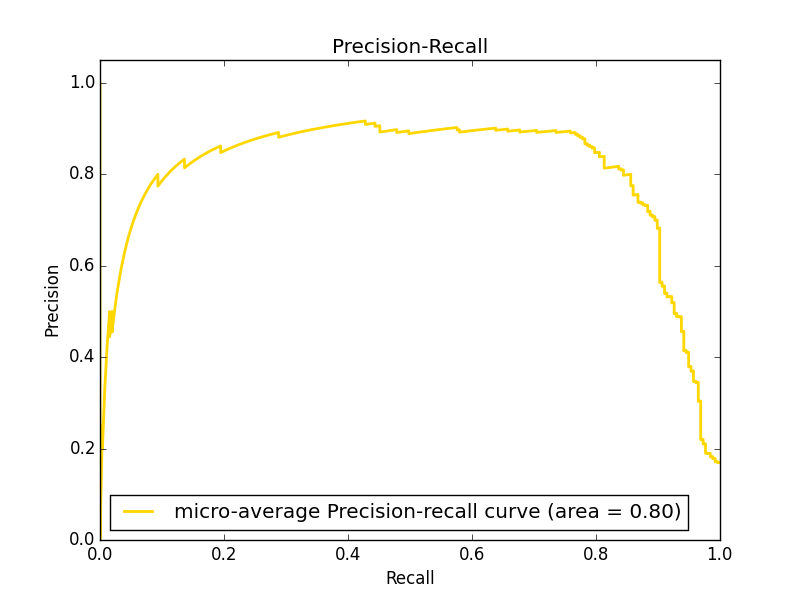 Precision-Recall
1.0
0.8
0.6
0.4
0.2
0.0
Precision
micro-average Precision-recall curve (area = 0.80)
0.0 0.2 0.4 0.6 0.8 1.0
Recall